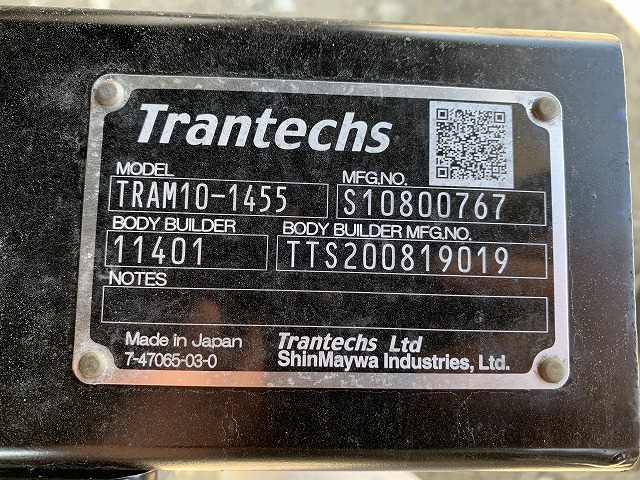 Trantechs
MODEL MFG.NO.
TRAM10-1455 S10800767
BODY BUILDER BODY BUILDER MFG.NO.
11401 TTS200819019
NOTES
Made in Japan Trantechs Ltd
7-47065-03-0 ShinMaywa Industries, Ltd.